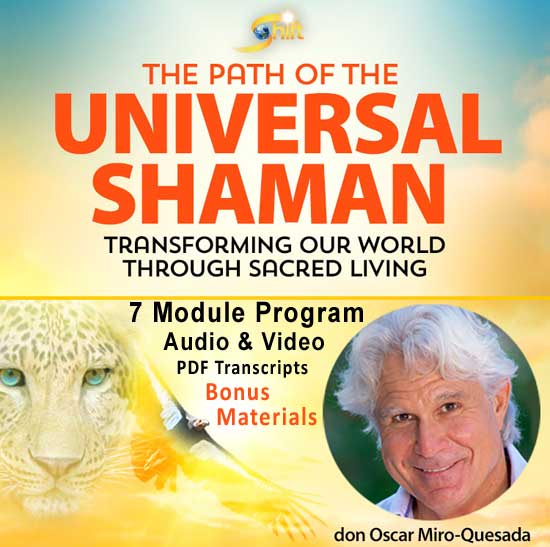 Shift
THE PATH OF THE
UNIVERSAL
SHAMAN
TRANSFORMING OUR WORLD
THROUGH SACRED LIVING
7 Module Program
Audio & Video
PDF Transcripts
Bonus
Materials
don Oscar Miro-Quesada